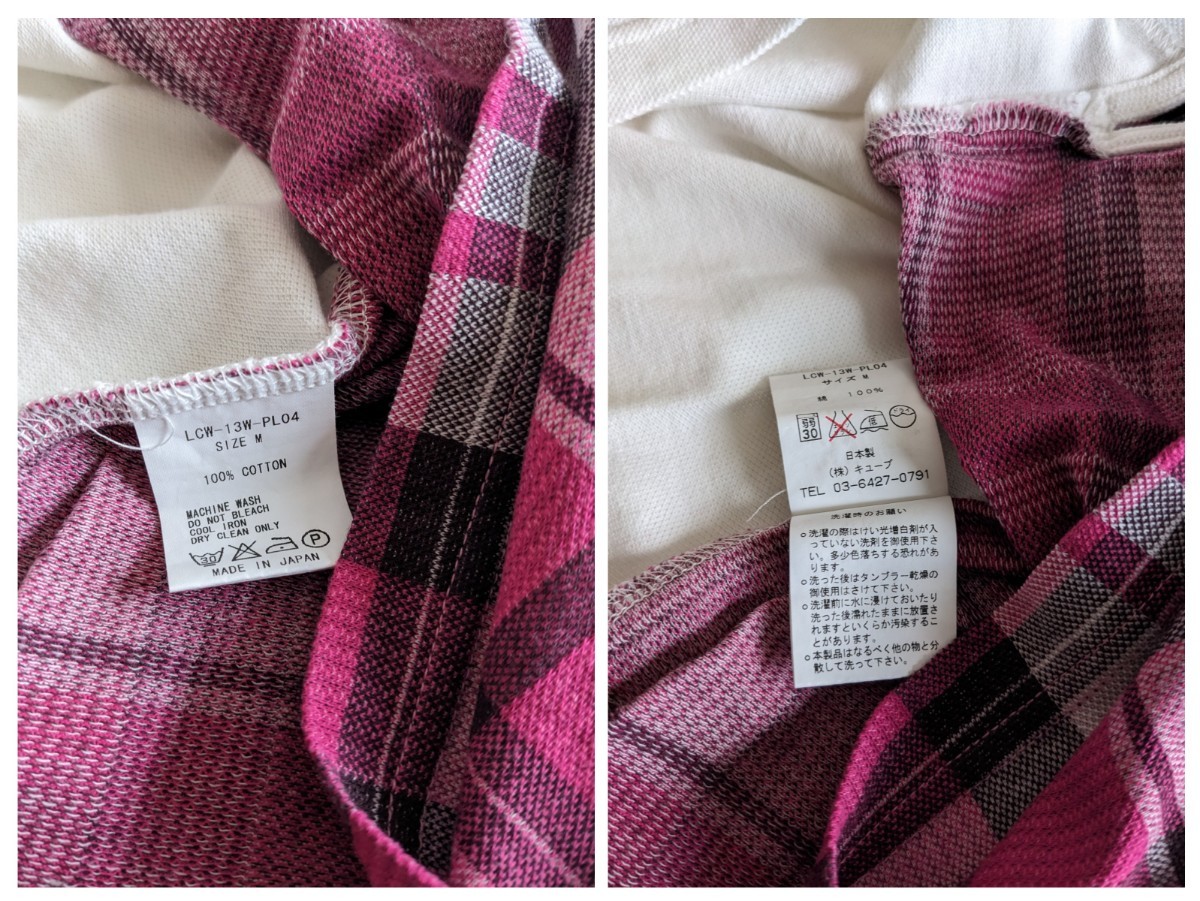 LCW-13W-PL04
SIZE M
100% COTTON
MACHINE WASH
DO NOT BLEACH
COOL IRON
DRY CLEAN ONLY
30 P
MADE IN JAPAN
LCW-13W-PL04
サイズ M
綿 100%
弱 30 低
日本製
(株) キューブ
TEL 03-6427-0791
洗濯時のお願い
○洗濯の際はけい光増白剤が入
っていない洗剤を御使用下さ
い。多少色落ちする恐れがあ
ります。
○洗った後はタンブラー乾燥の
御使用はさけて下さい。
○洗濯前に水に浸けておいたり
洗った後濡れたままに放置さ
れますといくらか汚染するこ
とがあります。
○本製品はなるべく他の物と分
散して洗って下さい。